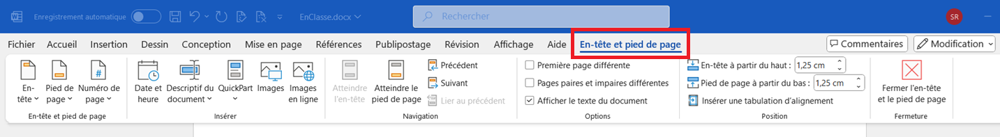 Enregistrement automatique
EnClasse.docx
Rechercher
SR
Fichier Accueil Insertion Dessin Conception Mise en page Références Publipostage Révision Affichage Aide En-tête et pied de page Commentaires Modification
En-tête
Pied de page
Numéro de page
#
En-tête et pied de page
Date et heure
Descriptif du document
QuickPart
Images
Images en ligne
Insérer
Atteindre l'en-tête
Atteindre le pied de page
Précédent
Suivant
Lier au précédent
Navigation
Première page différente
Pages paires et impaires différentes
Afficher le texte du document
Options
En-tête à partir du haut : 1,25 cm
Pied de page à partir du bas : 1,25 cm
Insérer une tabulation d'alignement
Position
Fermer l'en-tête
et le pied de page
Fermeture